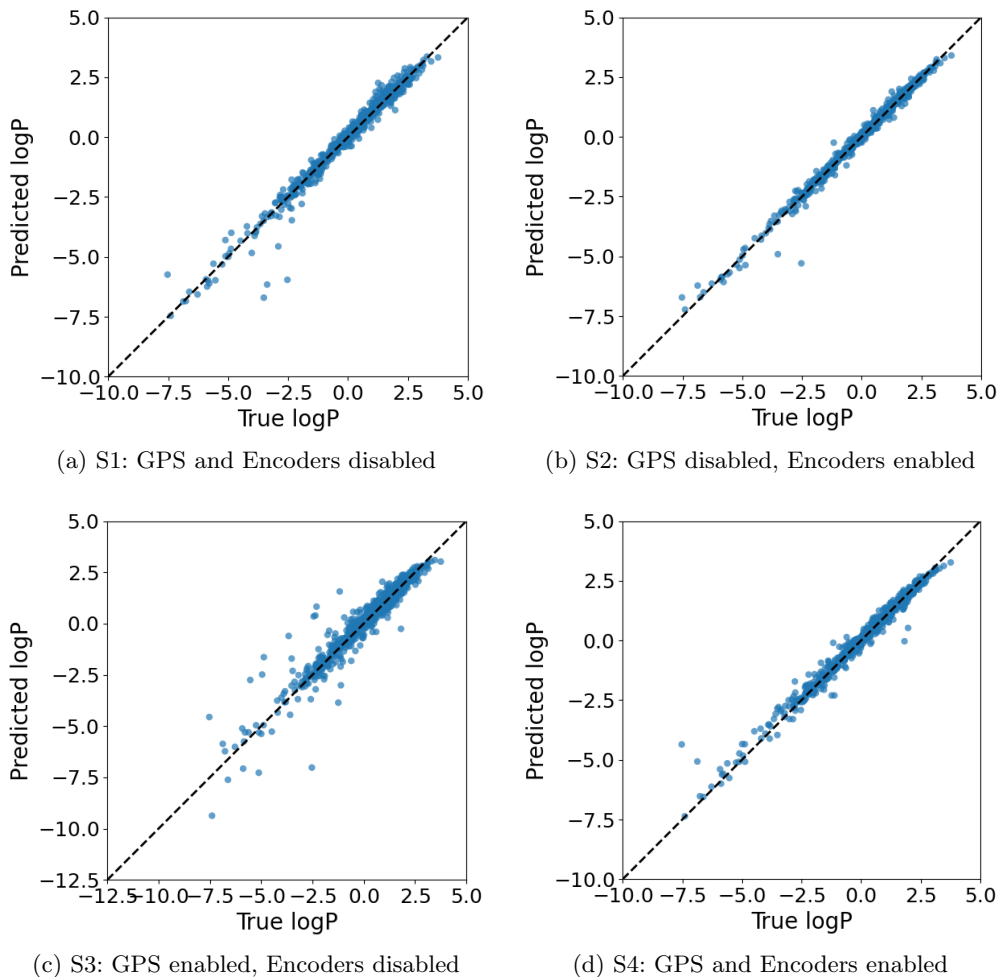 5.0
2.5
0.0
−2.5
−5.0
−7.5
−10.0
Predicted logP
−10.0 −7.5 −5.0 −2.5 0.0 2.5 5.0
True logP
(a) S1: GPS and Encoders disabled
5.0
2.5
0.0
−2.5
−5.0
−7.5
−10.0
Predicted logP
−10.0 −7.5 −5.0 −2.5 0.0 2.5 5.0
True logP
(b) S2: GPS disabled, Encoders enabled
5.0
2.5
0.0
−2.5
−5.0
−7.5
−10.0
−12.5
Predicted logP
−12.5 −10.0 −7.5 −5.0 −2.5 0.0 2.5 5.0
True logP
(c) S3: GPS enabled, Encoders disabled
5.0
2.5
0.0
−2.5
−5.0
−7.5
−10.0
Predicted logP
−10.0 −7.5 −5.0 −2.5 0.0 2.5 5.0
True logP
(d) S4: GPS and Encoders enabled